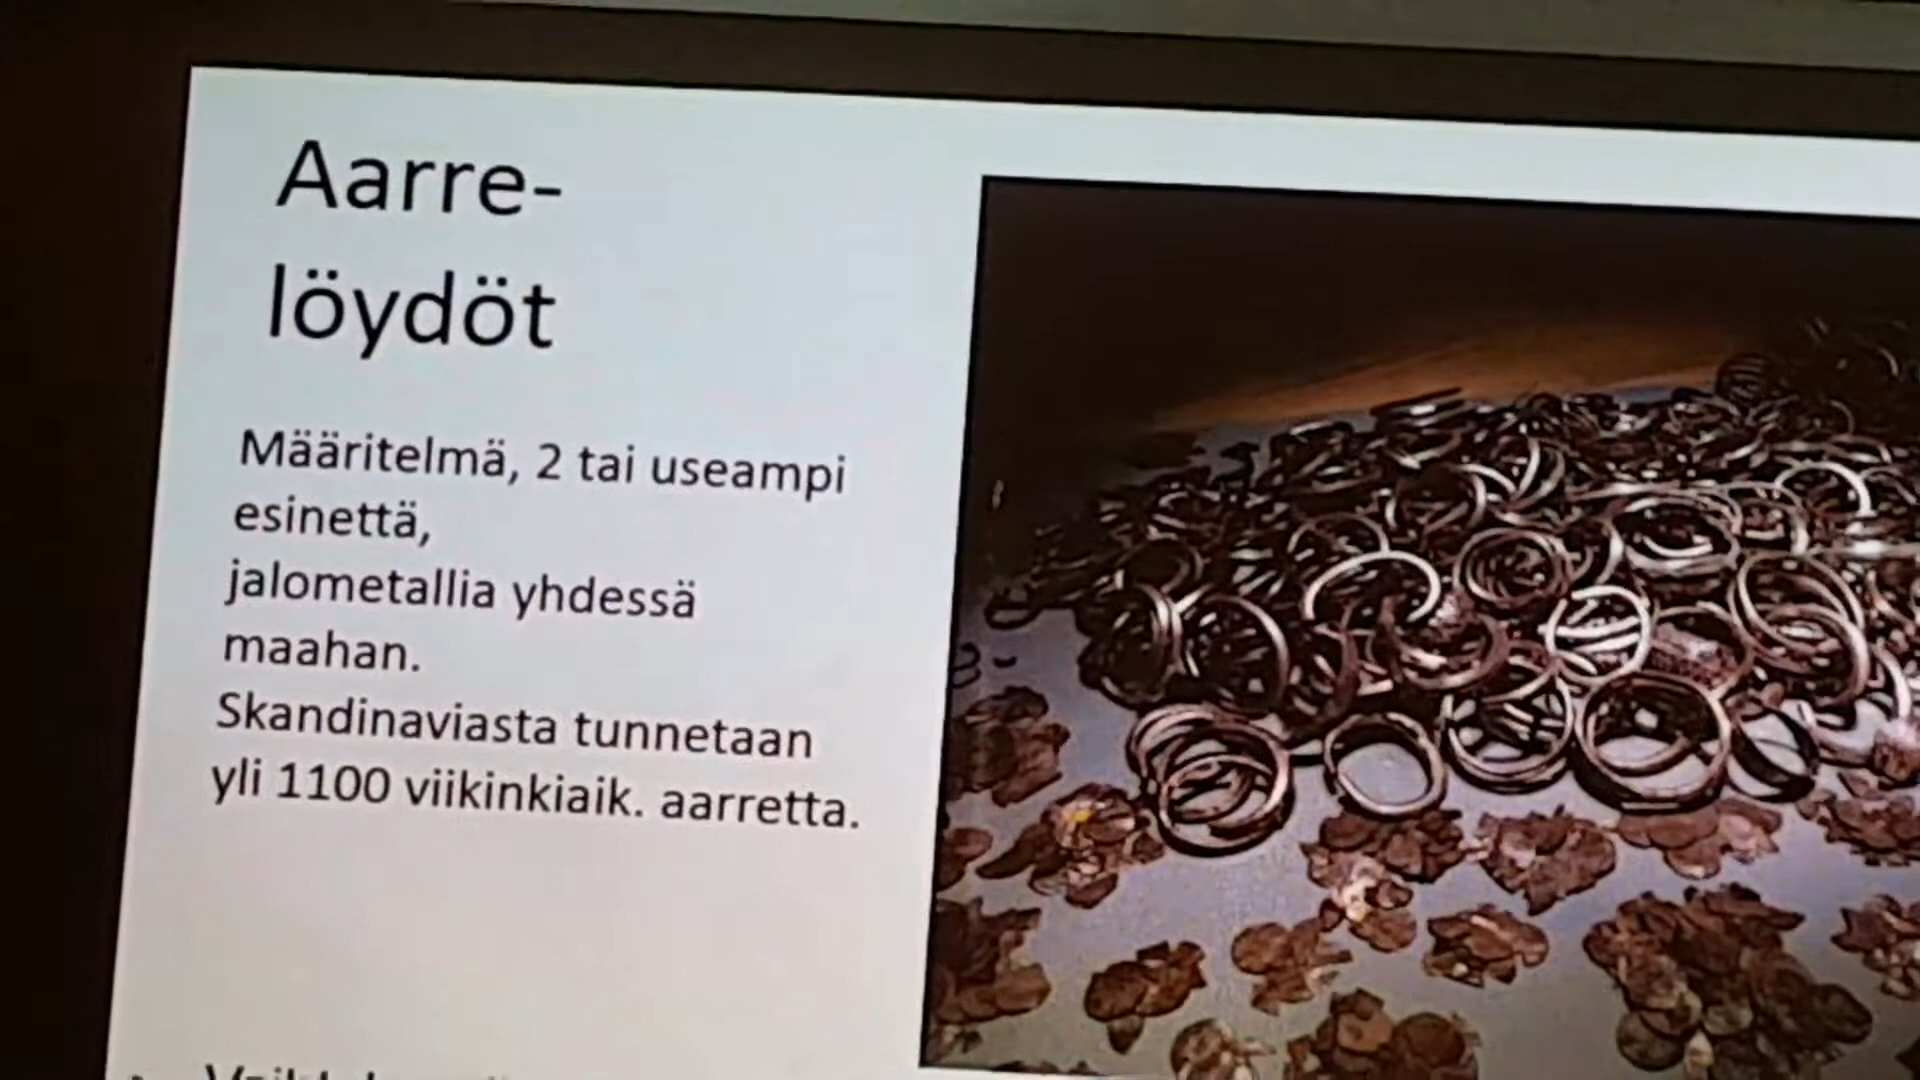 Aarre-
löydöt
Määritelmä, 2 tai useampi
esinettä,
jalometallia yhdessä
maahan.
Skandinaviasta tunnetaan
yli 1100 viikinkiaik. aarretta.